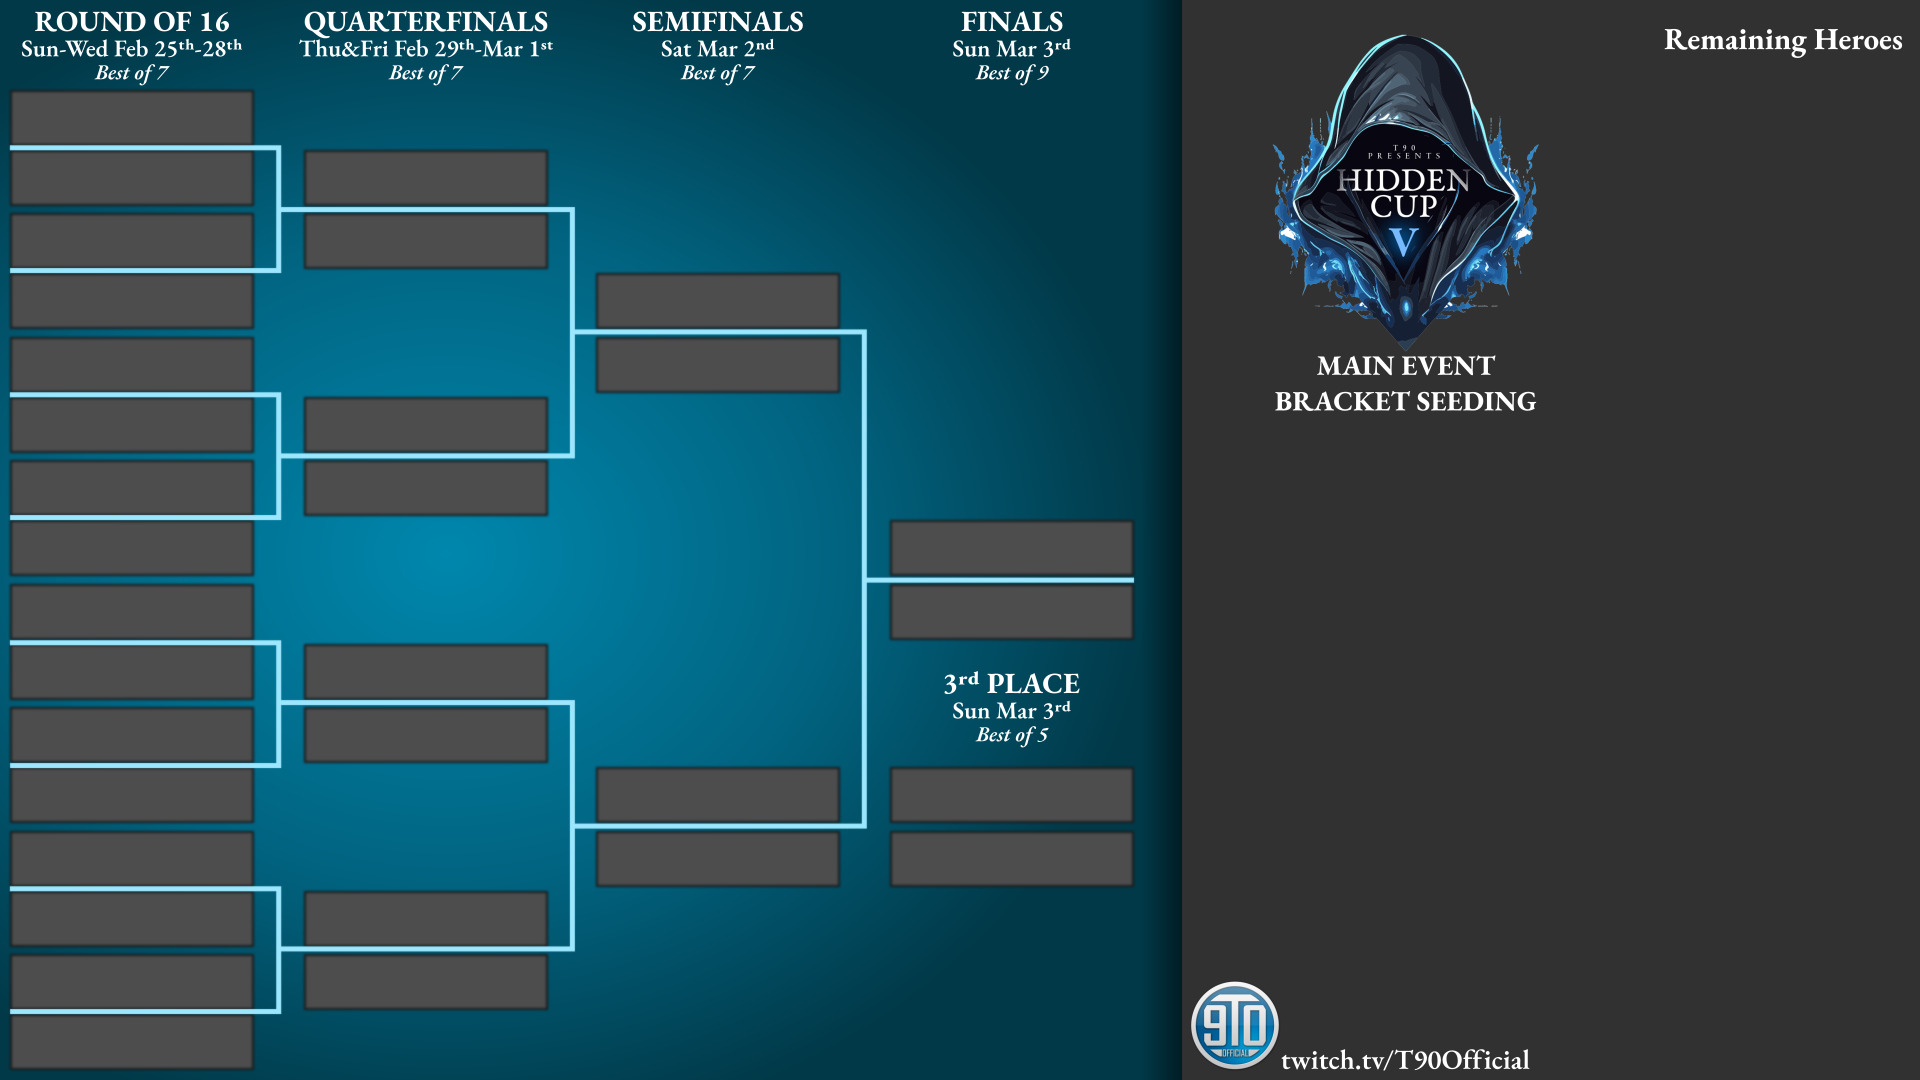 ROUND OF 16
Sun-Wed Feb 25th-28th
Best of 7
QUARTERFINALS
Thu&Fri Feb 29th-Mar 1st
Best of 7
SEMIFINALS
Sat Mar 2nd
Best of 7
FINALS
Sun Mar 3rd
Best of 9
3rd PLACE
Sun Mar 3rd
Best of 5
T90
PRESENTS
HIDDEN
CUP
V
MAIN EVENT
BRACKET SEEDING
Remaining Heroes
9TO
OFFICIAL
twitch.tv/T90Official